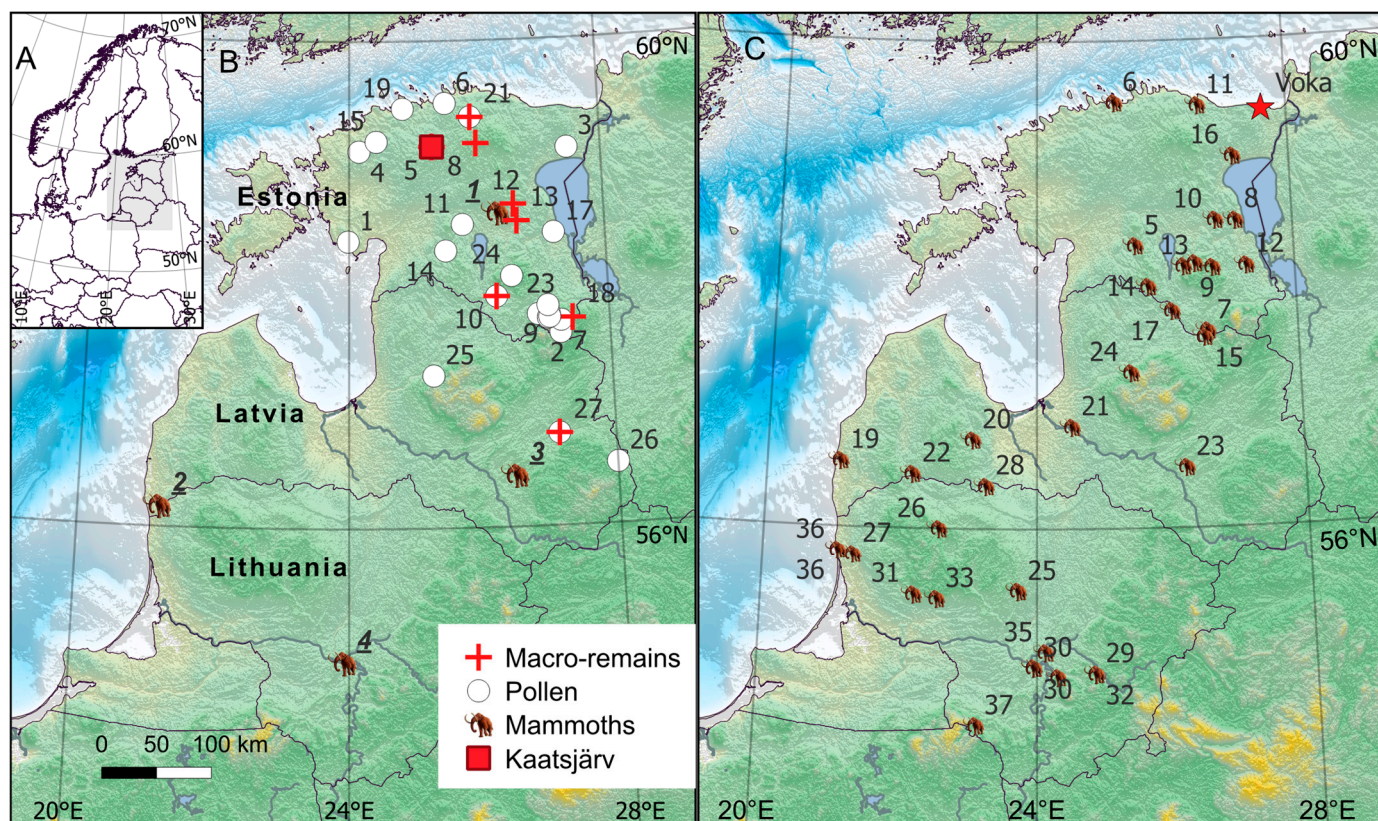 A
70°N
60°N
50°N
10°E
20°E
30°E
B
60°N
19
6
21
15
3
4
5
8
Estonia
1
12
13
11
17
1
24
14
23
18
10
9
7
2
25
Latvia
27
3
26
2
56°N
Lithuania
4
Macro-remains
Pollen
Mammoths
Kaatsjärv
0 50 100 km
20°E
24°E
28°E
C
60°N
6
11
Voka
16
10
8
5
13
12
14
9
17
7
15
24
20
21
19
22
28
23
26
56°N
36
27
36
31
33
25
35
30
29
30
32
37
20°E
24°E
28°E